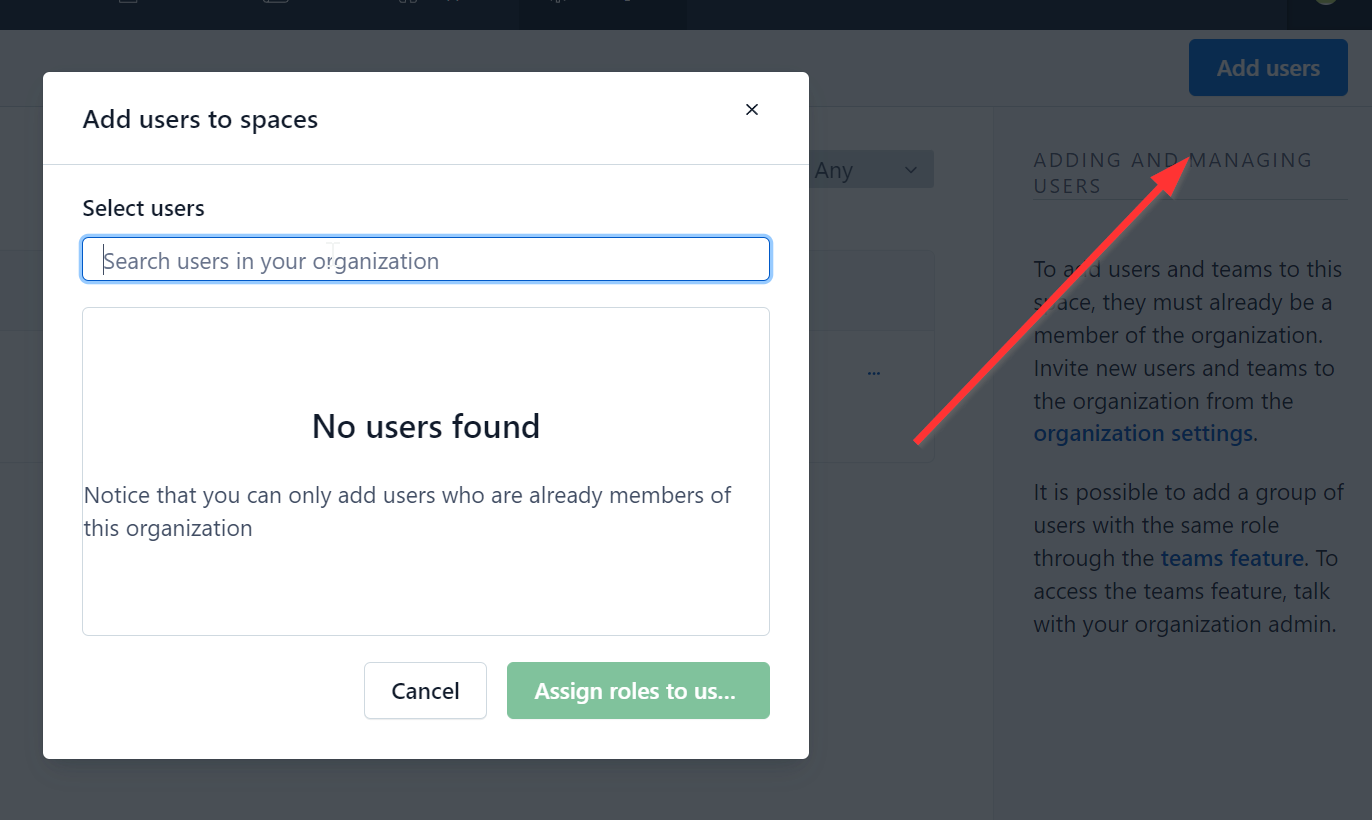 Add users
Add users to spaces
Any
ADDING AND MANAGING
USERS
Select users
Search users in your organization
To add users and teams to this
space, they must already be a
member of the organization.
Invite new users and teams to
the organization from the
organization settings.
...
No users found
Notice that you can only add users who are already members of
this organization
It is possible to add a group of
users with the same role
through the teams feature. To
access the teams feature, talk
with your organization admin.
Cancel
Assign roles to us...